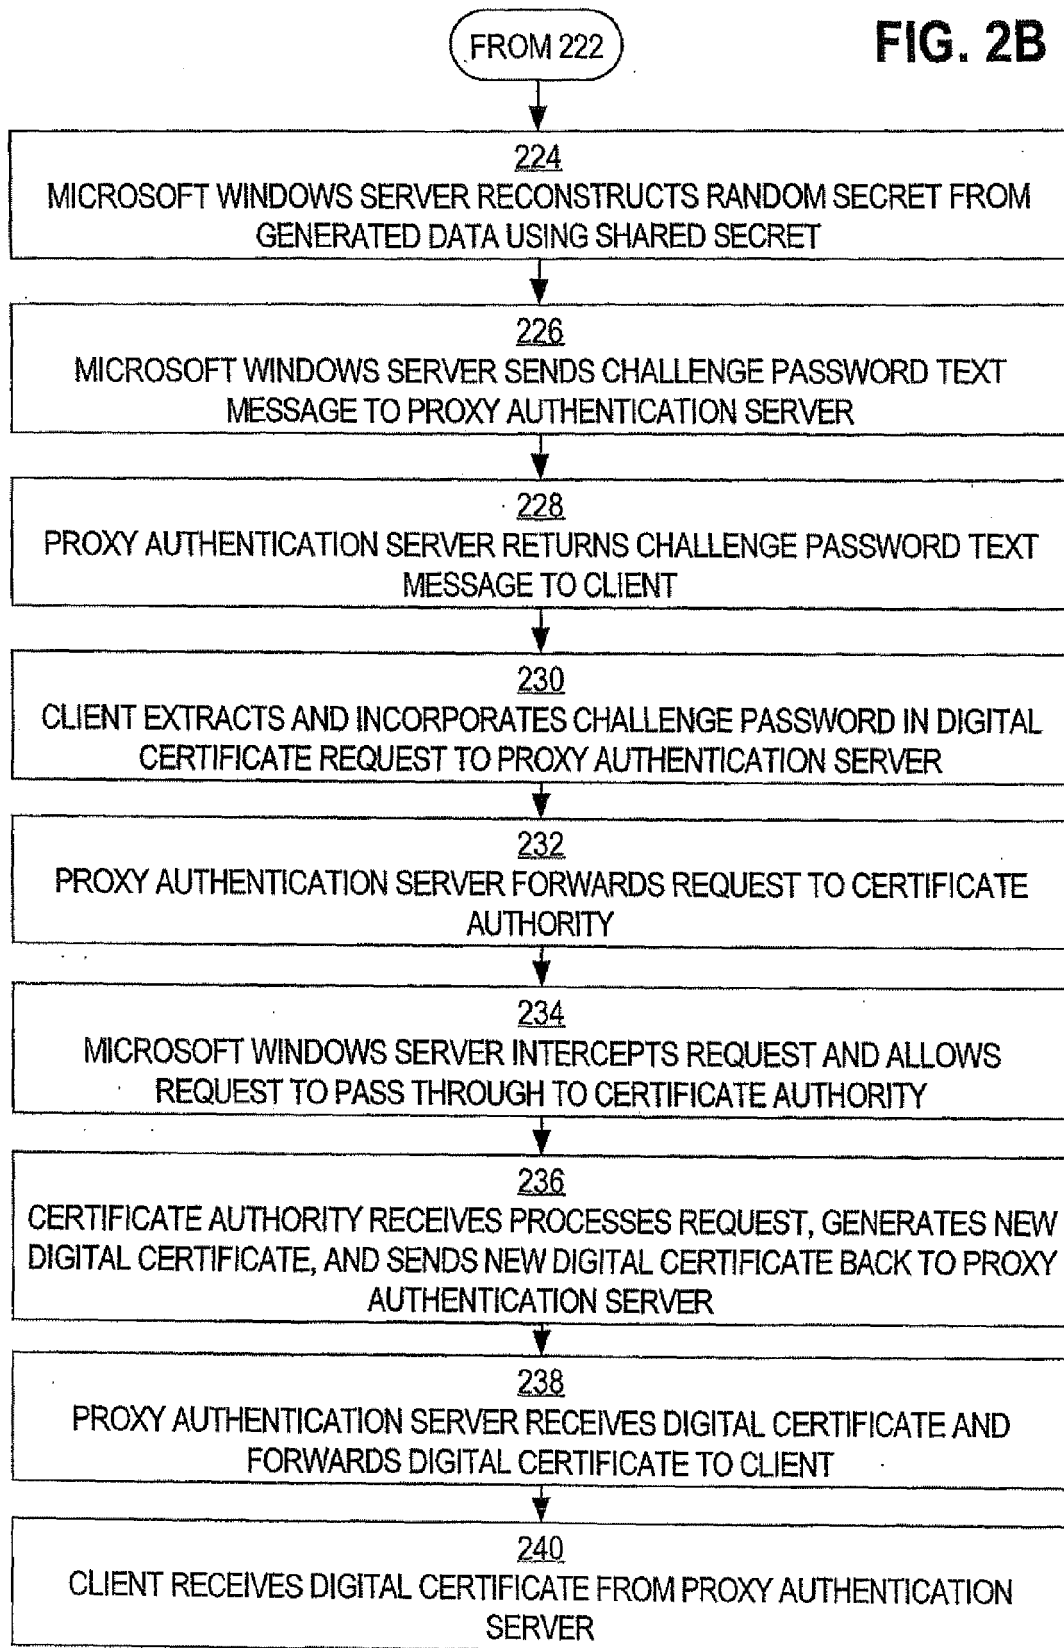 FROM 222
FIG. 2B
224
MICROSOFT WINDOWS SERVER RECONSTRUCTS RANDOM SECRET FROM
GENERATED DATA USING SHARED SECRET
226
MICROSOFT WINDOWS SERVER SENDS CHALLENGE PASSWORD TEXT
MESSAGE TO PROXY AUTHENTICATION SERVER
228
PROXY AUTHENTICATION SERVER RETURNS CHALLENGE PASSWORD TEXT
MESSAGE TO CLIENT
230
CLIENT EXTRACTS AND INCORPORATES CHALLENGE PASSWORD IN DIGITAL
CERTIFICATE REQUEST TO PROXY AUTHENTICATION SERVER
232
PROXY AUTHENTICATION SERVER FORWARDS REQUEST TO CERTIFICATE
AUTHORITY
234
MICROSOFT WINDOWS SERVER INTERCEPTS REQUEST AND ALLOWS
REQUEST TO PASS THROUGH TO CERTIFICATE AUTHORITY
236
CERTIFICATE AUTHORITY RECEIVES PROCESSES REQUEST, GENERATES NEW
DIGITAL CERTIFICATE, AND SENDS NEW DIGITAL CERTIFICATE BACK TO PROXY
AUTHENTICATION SERVER
238
PROXY AUTHENTICATION SERVER RECEIVES DIGITAL CERTIFICATE AND
FORWARDS DIGITAL CERTIFICATE TO CLIENT
240
CLIENT RECEIVES DIGITAL CERTIFICATE FROM PROXY AUTHENTICATION
SERVER